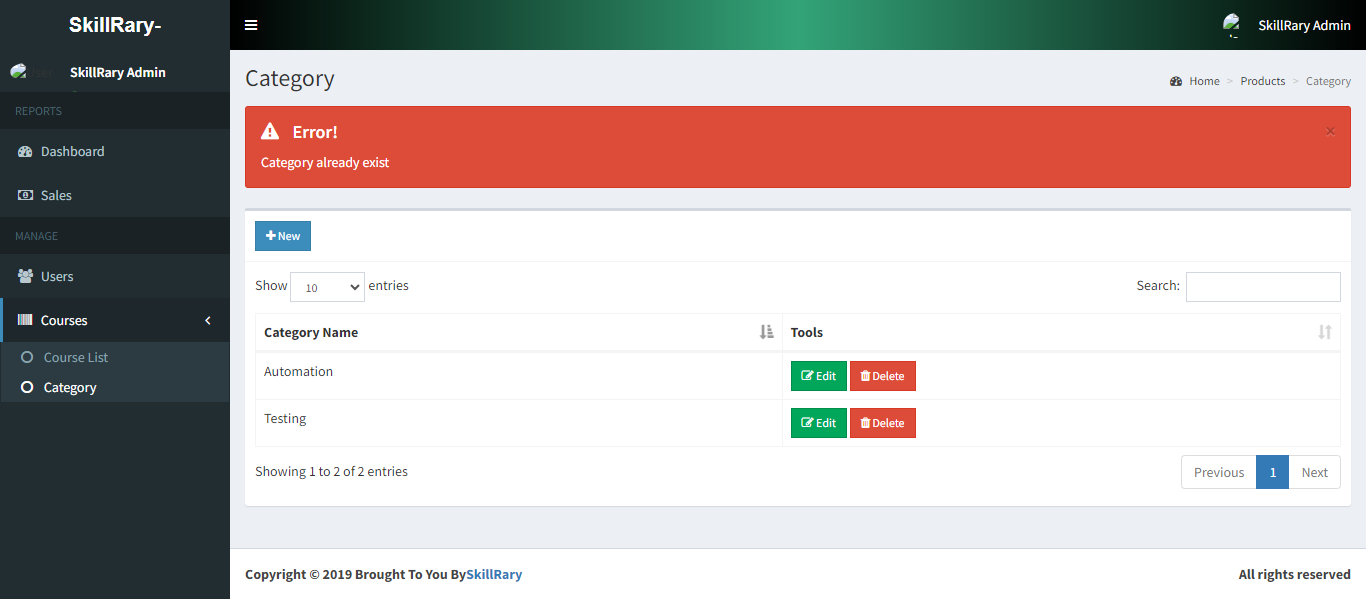 SkillRary-
SkillRary Admin
SkillRary Admin
REPORTS
Dashboard
Sales
MANAGE
Users
Courses
Course List
Category
Category
Home > Products > Category
Error!
×
Category already exist
New
Show 10 entries
Search:
Category Name
Tools
Automation
Edit
Delete
Testing
Edit
Delete
Showing 1 to 2 of 2 entries
Previous
1
Next
Copyright © 2019 Brought To You BySkillRary
All rights reserved